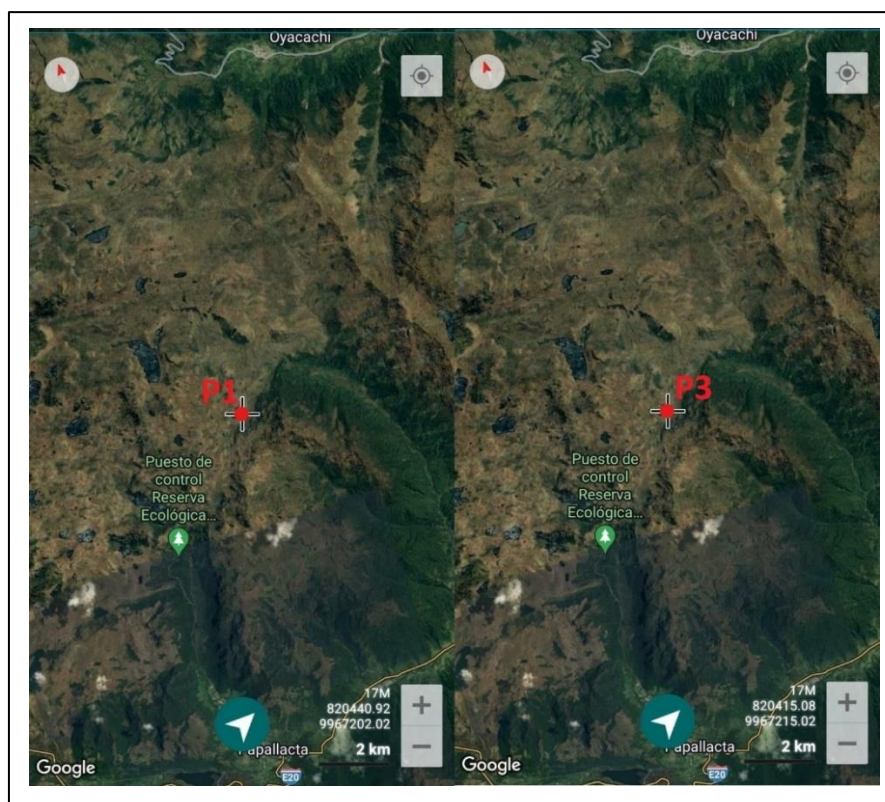 Oyacachi
P1
Puesto de
control
Reserva
Ecológica...
17M
820440.92
9967202.02
2 km
Papallacta
Google
E20
Oyacachi
P3
Puesto de
control
Reserva
Ecológica...
17M
820415.08
9967215.02
2 km
Papallacta
Google
E20